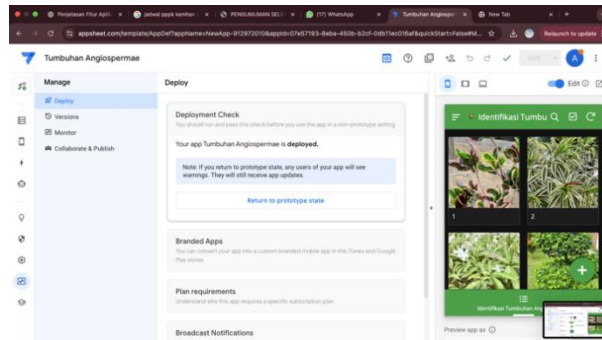 Penjelasan Fitur Apli
jadwal pppk kemhan
PENGUMUMAN SEL
(17) WhatsApp
Tumbuhan Angiosper
New Tab
appsheet.com/template/AppDef?appName=NewApp-912972010&appId=07e57193-8eba-450b-b2cf-0db11ec016af&quickStart=False#M...
Relaunch to update
Tumbuhan Angiospermae
A
Manage
Deploy
Versions
Monitor
Collaborate & Publish
Deploy
Deployment Check
You should run and pass this check before you use the app in a non-prototype setting
Your app Tumbuhan Angiospermae is deployed.
Note: If you return to prototype state, any users of your app will see
warnings. They will still receive app updates.
Return to prototype state
Branded Apps
You can convert your app into a custom branded mobile app in the iTunes and Google
Play stores
Plan requirements
Understand why this app requires a specific subscription plan
Broadcast Notifications
Edit
Identifikasi Tumbu
1
2
Identifikasi Tumbuhan Ang
Preview app as